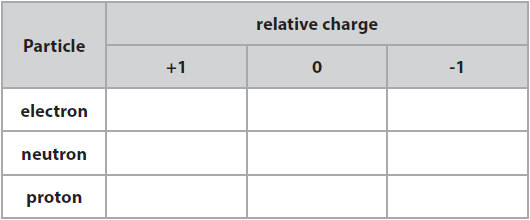 Particle
relative charge
+1 0 -1
electron
neutron
proton